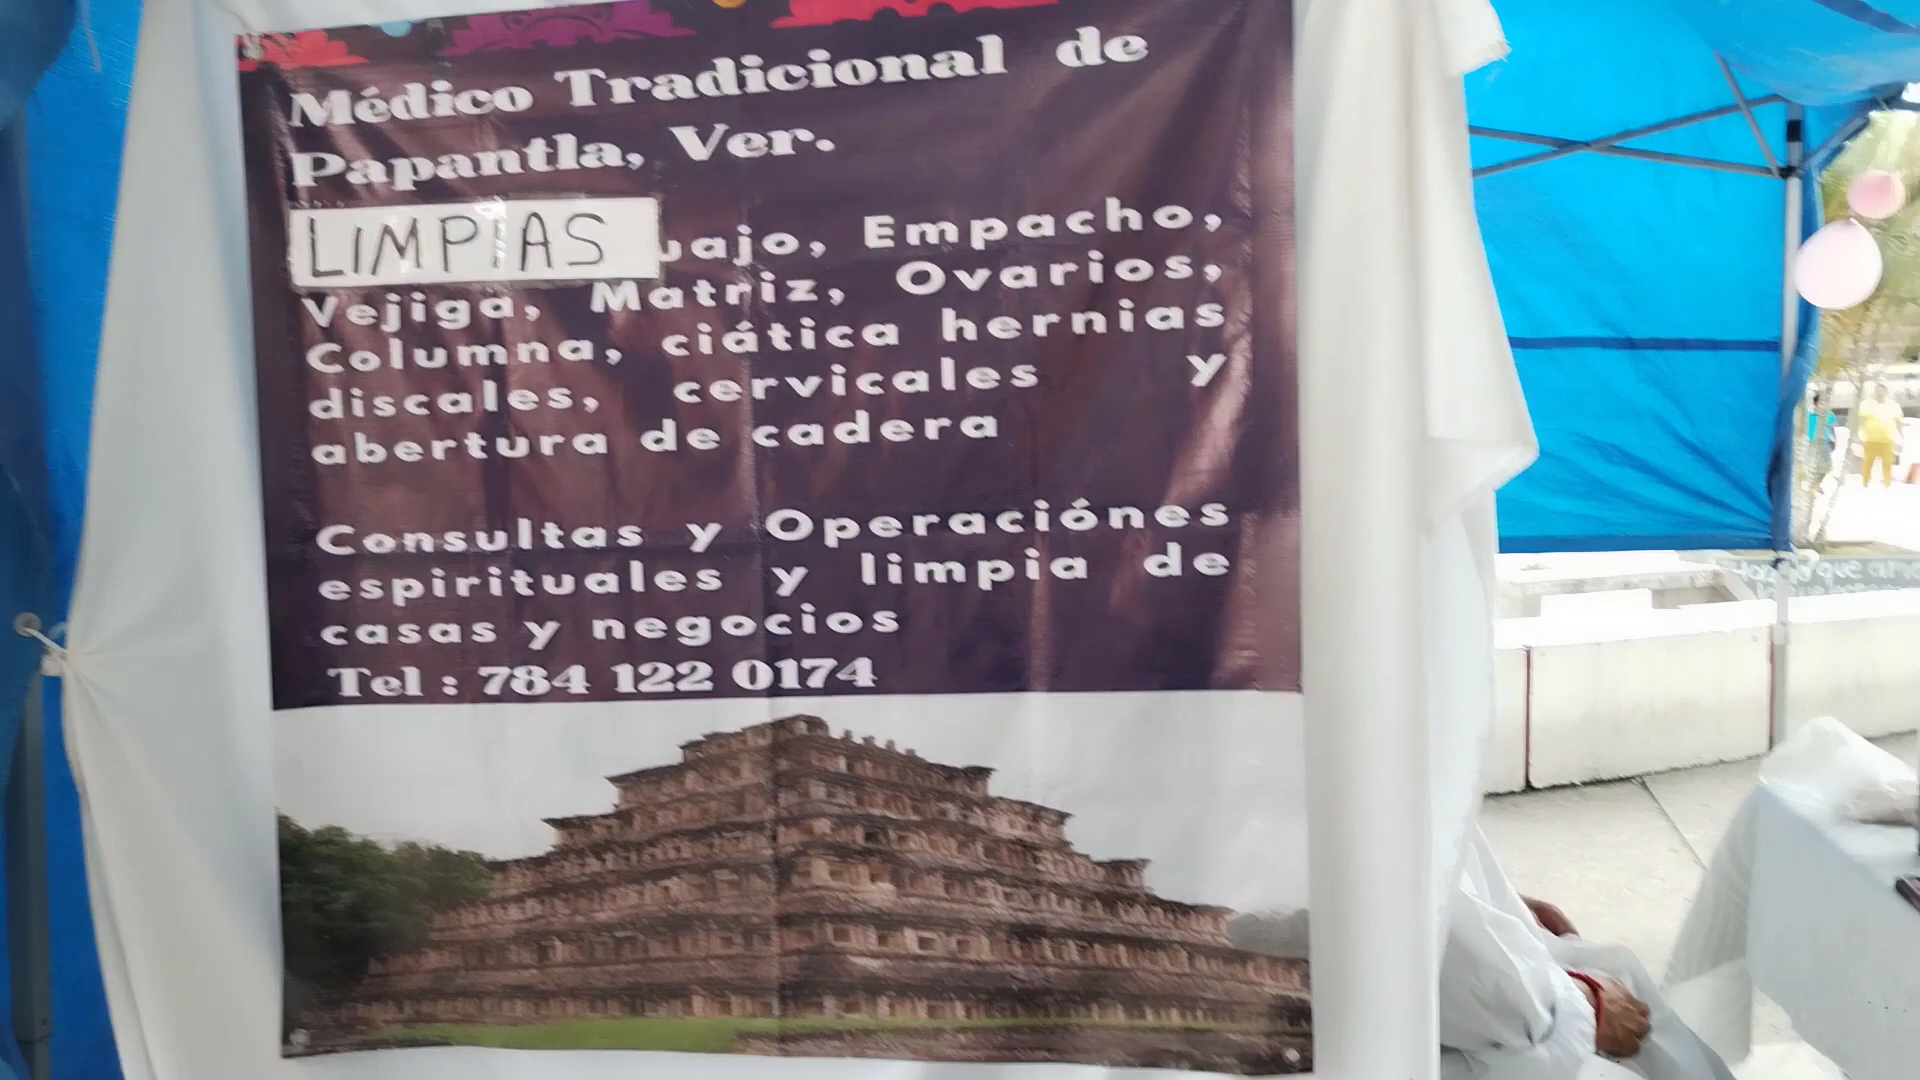 Médico Tradicional de
Papantla, Ver.
LIMPIAS Empacho,
Vejiga, Matriz, Ovarios,
Columna, ciática hernias
discales, cervicales y
abertura de cadera
Consultas y Operaciónes
espirituales y limpia de
casas y negocios
Tel : 784 122 0174